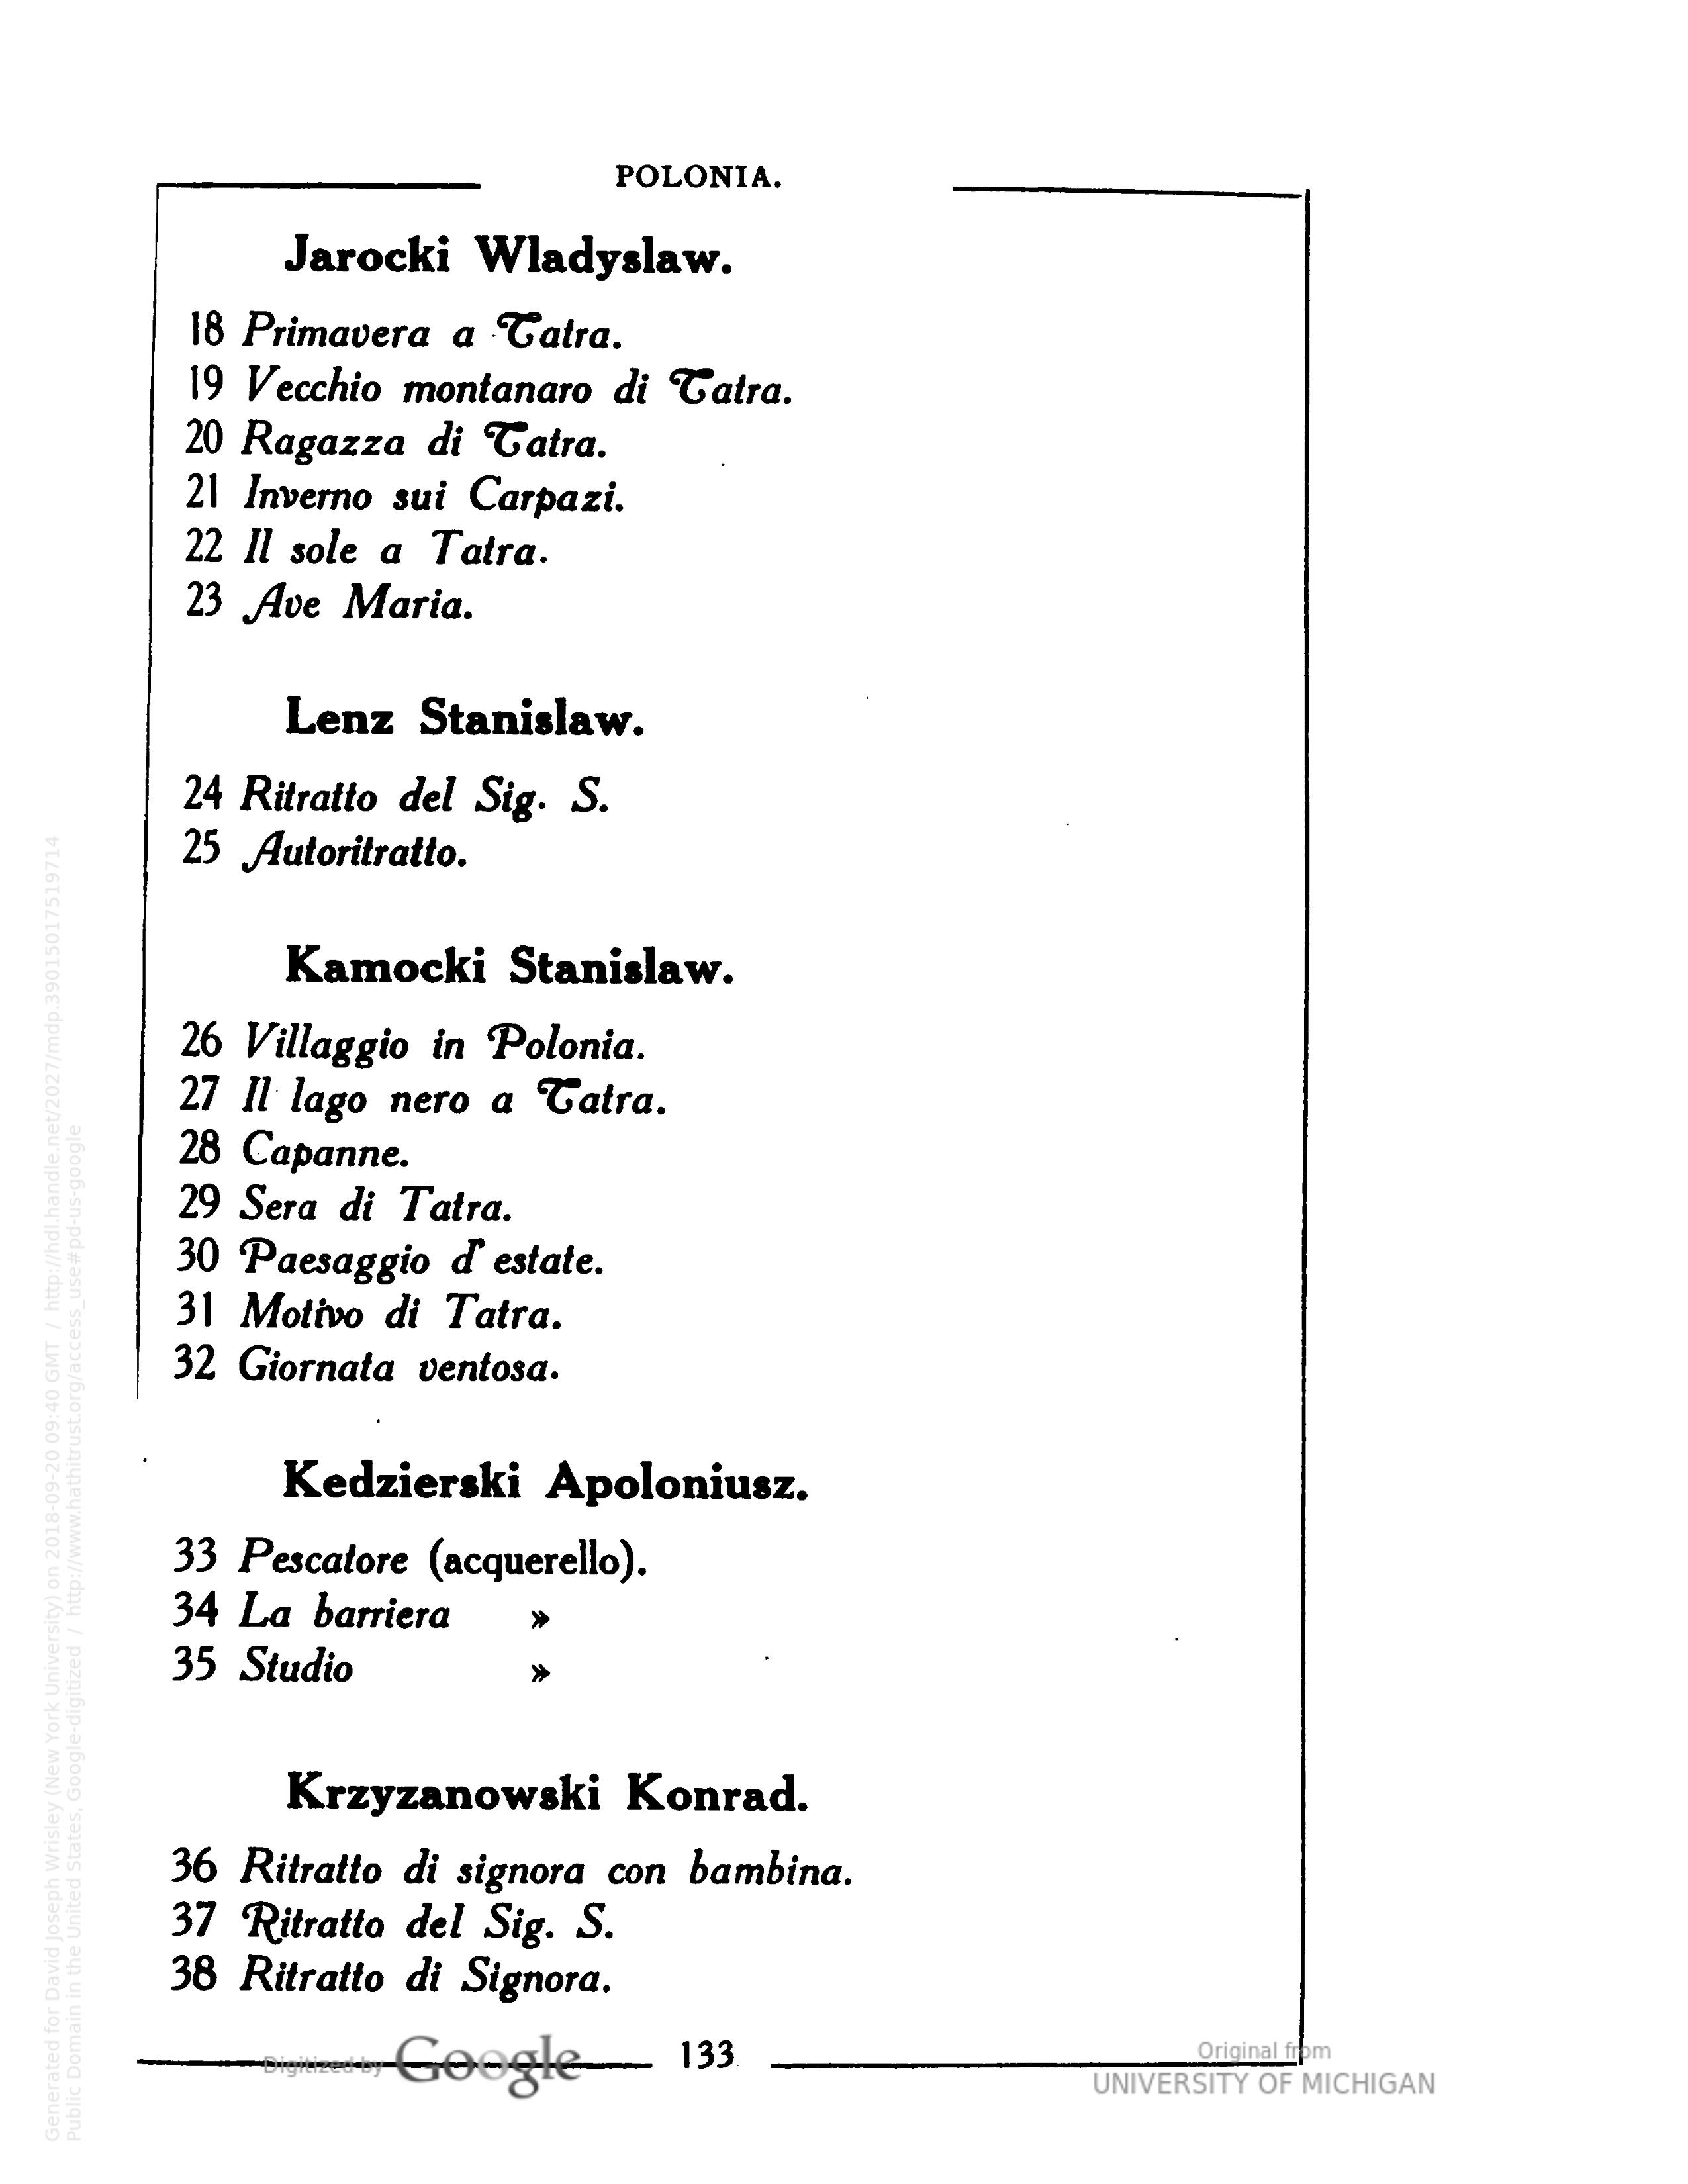 POLONIA.
Jarocki Wladyslaw.
18 Primavera a Tatra.
19 Vecchio montanaro di Tatra.
20 Ragazza di Tatra.
21 Inverno sui Carpazi.
22 Il sole a Tatra.
23 Ave Maria.
Lenz Stanislaw.
24 Ritratto del Sig. S.
25 Autoritratto.
Kamocki Stanislaw.
26 Villaggio in Polonia.
27 Il lago nero a Tatra.
28 Capanne.
29 Sera di Tatra.
30 Paesaggio d' estate.
31 Motivo di Tatra.
32 Giornata ventosa.
Kedzierski Apoloniusz.
33 Pescatore (acquerello).
34 La barriera »
35 Studio »
Krzyzanowski Konrad.
36 Ritratto di signora con bambina.
37 Ritratto del Sig. S.
38 Ritratto di Signora.
133
Digitized by Google
Original from
UNIVERSITY OF MICHIGAN
Generated for David Joseph Wrisley (New York University) on 2018-09-20 09:40 GMT / http://hdl.handle.net/2027/mdp.39015017519714
Public Domain in the United States, Google-digitized / http://www.hathitrust.org/access_use#pd-us-google